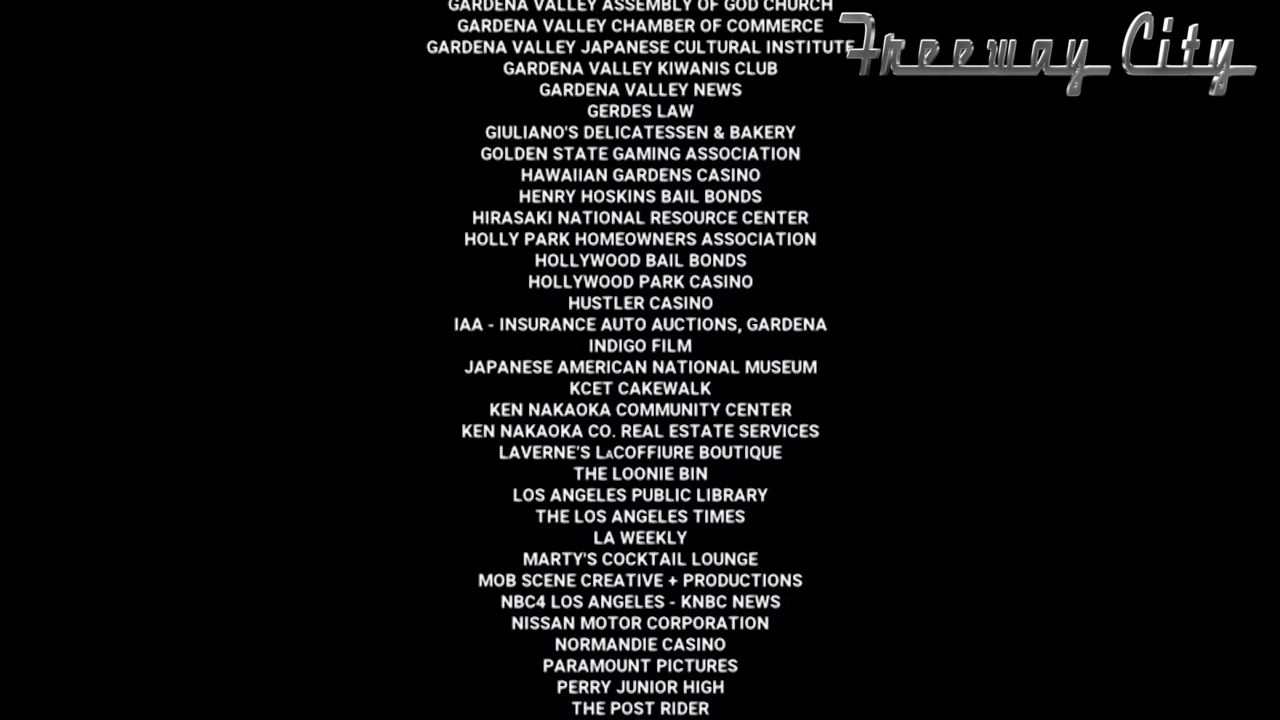 GARDENA VALLEY ASSEMBLY OF GOD CHURCH
GARDENA VALLEY CHAMBER OF COMMERCE
GARDENA VALLEY JAPANESE CULTURAL INSTITUTE
Freeway City
GARDENA VALLEY KIWANIS CLUB
GARDENA VALLEY NEWS
GERDES LAW
GIULIANO'S DELICATESSEN & BAKERY
GOLDEN STATE GAMING ASSOCIATION
HAWAIIAN GARDENS CASINO
HENRY HOSKINS BAIL BONDS
HIRASAKI NATIONAL RESOURCE CENTER
HOLLY PARK HOMEOWNERS ASSOCIATION
HOLLYWOOD BAIL BONDS
HOLLYWOOD PARK CASINO
HUSTLER CASINO
IAA - INSURANCE AUTO AUCTIONS, GARDENA
INDIGO FILM
JAPANESE AMERICAN NATIONAL MUSEUM
KCET CAKEWALK
KEN NAKAOKA COMMUNITY CENTER
KEN NAKAOKA CO. REAL ESTATE SERVICES
LAVERNE'S LACOFFIURE BOUTIQUE
THE LOONIE BIN
LOS ANGELES PUBLIC LIBRARY
THE LOS ANGELES TIMES
LA WEEKLY
MARTY'S COCKTAIL LOUNGE
MOB SCENE CREATIVE + PRODUCTIONS
NBC4 LOS ANGELES - KNBC NEWS
NISSAN MOTOR CORPORATION
NORMANDIE CASINO
PARAMOUNT PICTURES
PERRY JUNIOR HIGH
THE POST RIDER